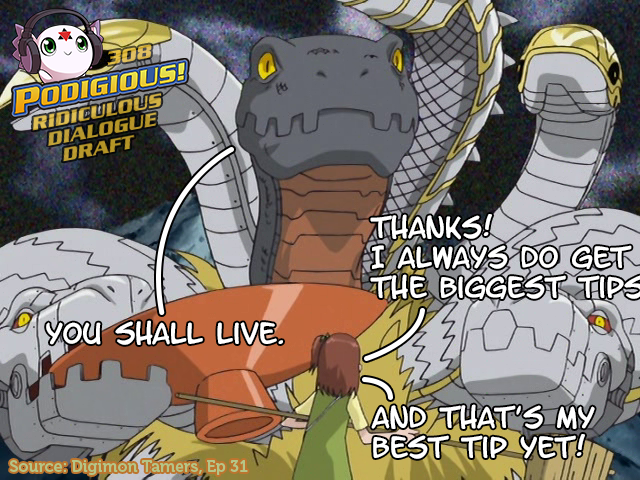 308
PODIGIOUS!
RIDICULOUS
DIALOGUE
DRAFT
YOU SHALL LIVE.
THANKS!
I ALWAYS DO GET
THE BIGGEST TIPS
AND THAT'S MY
BEST TIP YET!
Source: Digimon Tamers, Ep 31